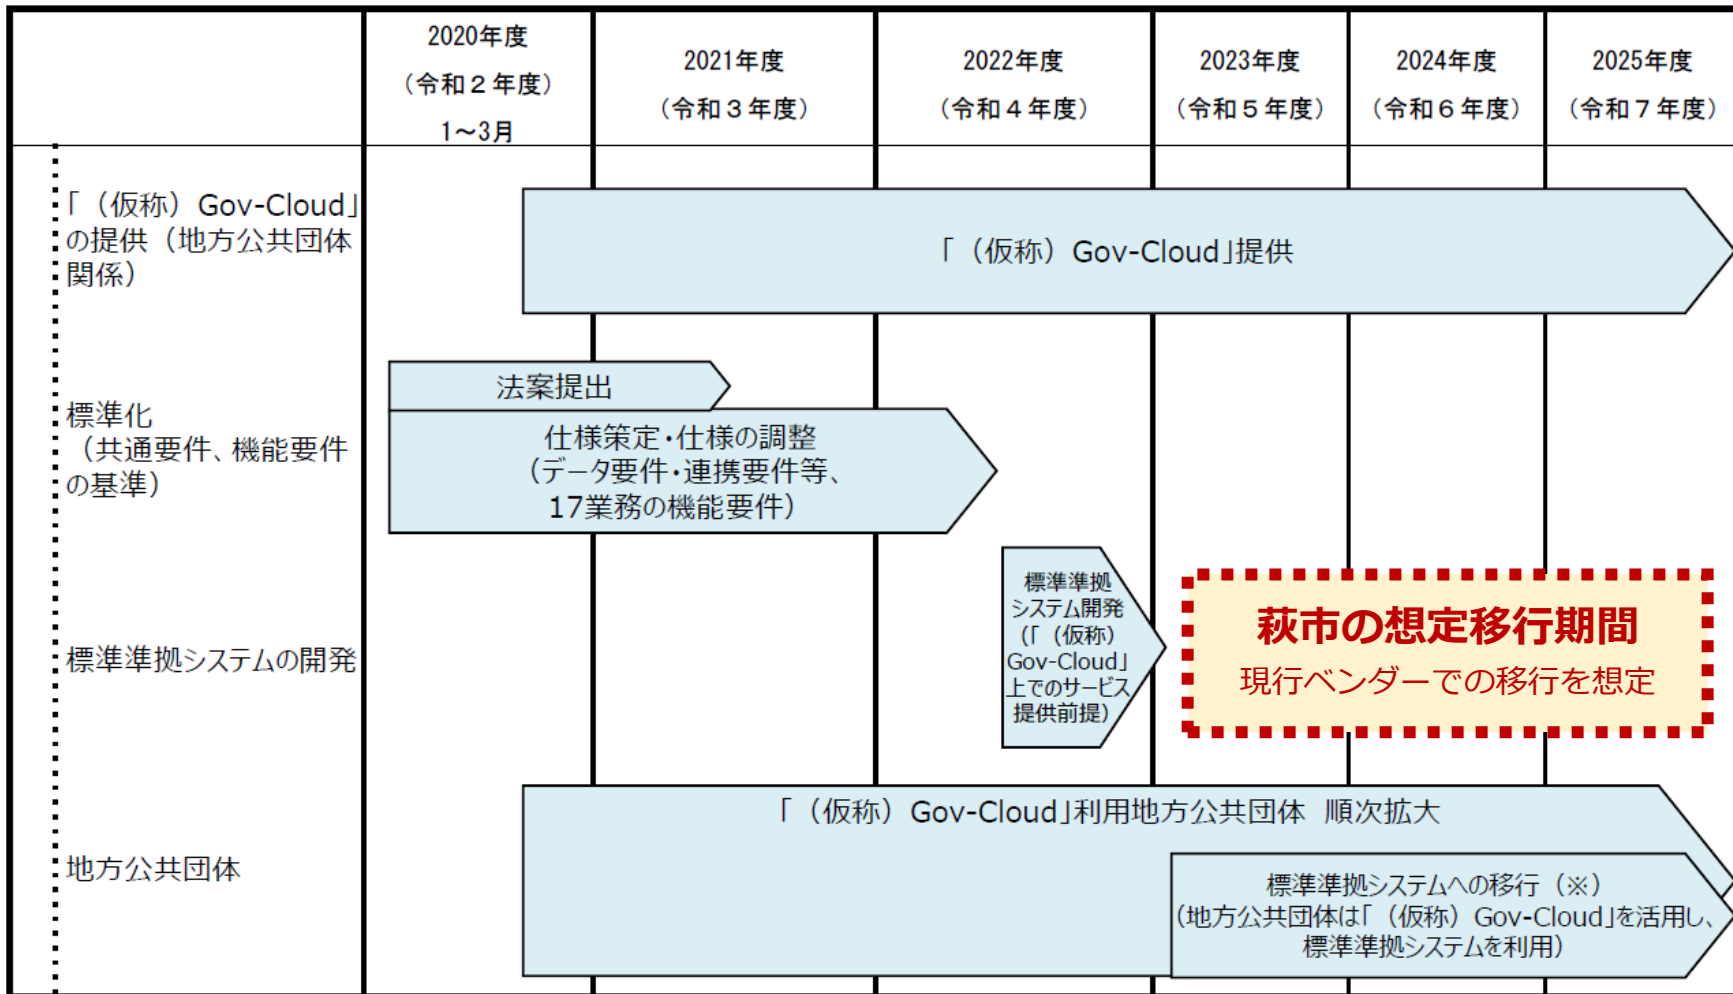 2020年度
（令和２年度）
1～3月
2021年度
（令和３年度）
2022年度
（令和４年度）
2023年度
（令和５年度）
2024年度
（令和６年度）
2025年度
（令和７年度）
「（仮称）Gov-Cloud」
の提供（地方公共団体
関係）
「（仮称）Gov-Cloud」提供
標準化
（共通要件、機能要件
の基準）
法案提出
仕様策定・仕様の調整
（データ要件・連携要件等、
17業務の機能要件）
標準準拠システムの開発
標準準拠
システム開発
（「（仮称）
Gov-Cloud」
上でのサービス
提供前提）
萩市の想定移行期間
現行ベンダーでの移行を想定
地方公共団体
「（仮称）Gov-Cloud」利用地方公共団体　順次拡大
標準準拠システムへの移行（※）
（地方公共団体は「（仮称）Gov-Cloud」を活用し、
標準準拠システムを利用）